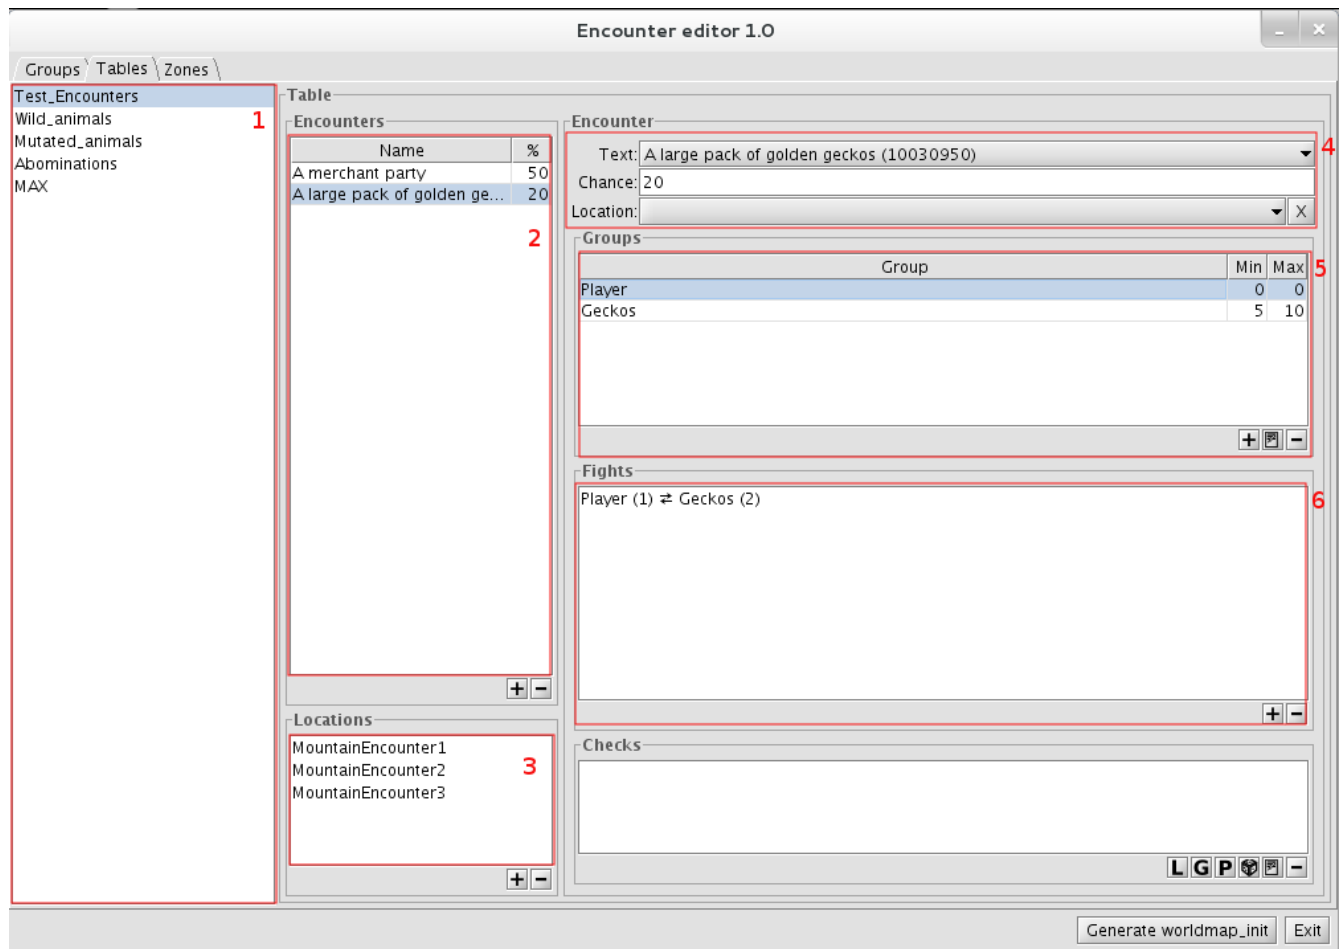 Encounter editor 1.0
Groups Tables Zones
Test_Encounters
Wild_animals
Mutated_animals
Abominations
MAX
1
Table
Encounters
Name %
A merchant party 50
A large pack of golden ge... 20
2
+ −
Locations
MountainEncounter1
MountainEncounter2
MountainEncounter3
3
+ −
Encounter
Text: A large pack of golden geckos (10030950)
Chance: 20
Location: X
4
Groups
Group Min Max
Player 0 0
Geckos 5 10
5
+ −
Fights
Player (1) ⇄ Geckos (2)
6
+ −
Checks
L G P −
Generate worldmap_init Exit